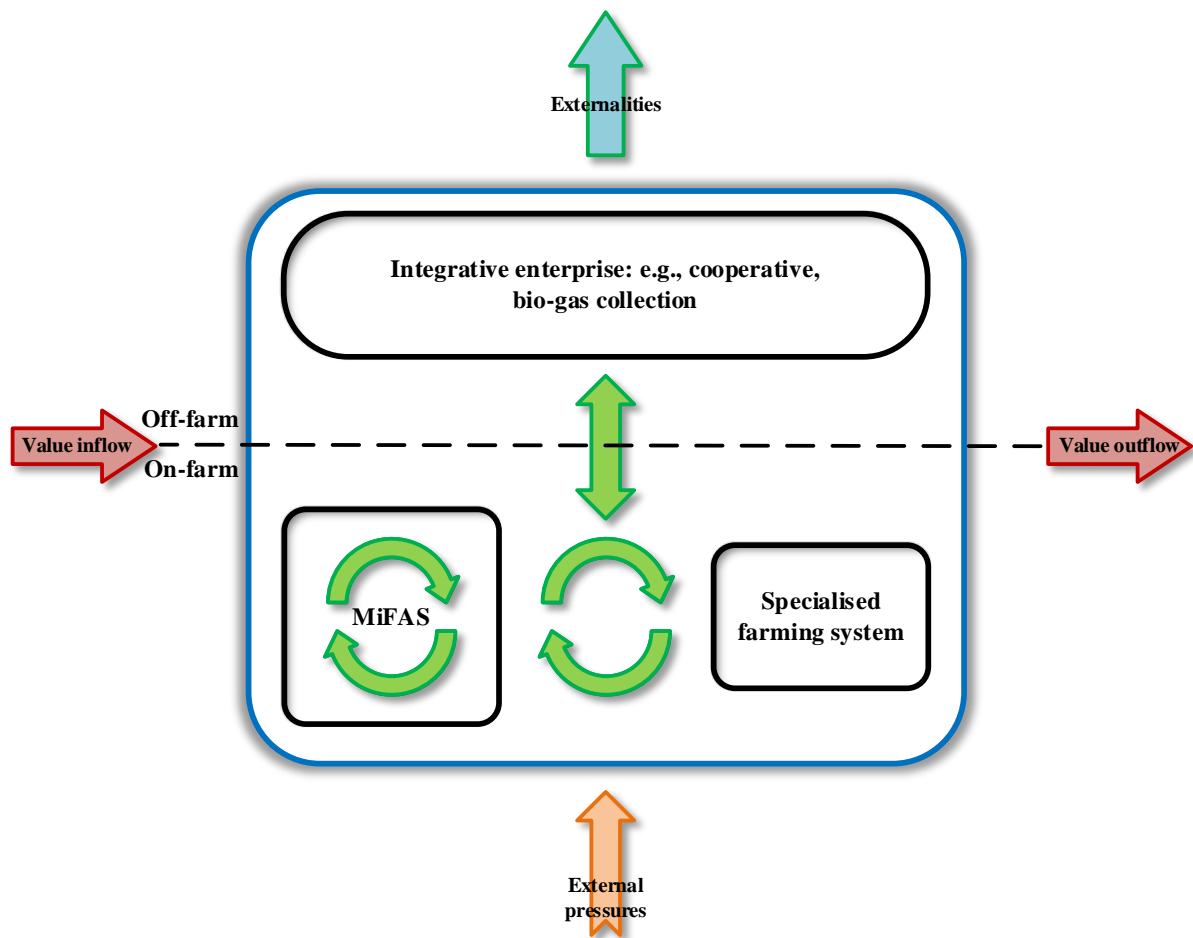 Externalities
Integrative enterprise: e.g., cooperative,
bio-gas collection
Off-farm
Value inflow
Value outflow
On-farm
MiFAS
Specialised
farming system
External
pressures